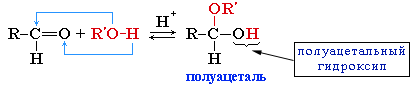 OR′
H⁺
R–C=O + R′O–H ⇌ R–C–OH
H
H
полуацеталь
полуацетальный
гидроксил